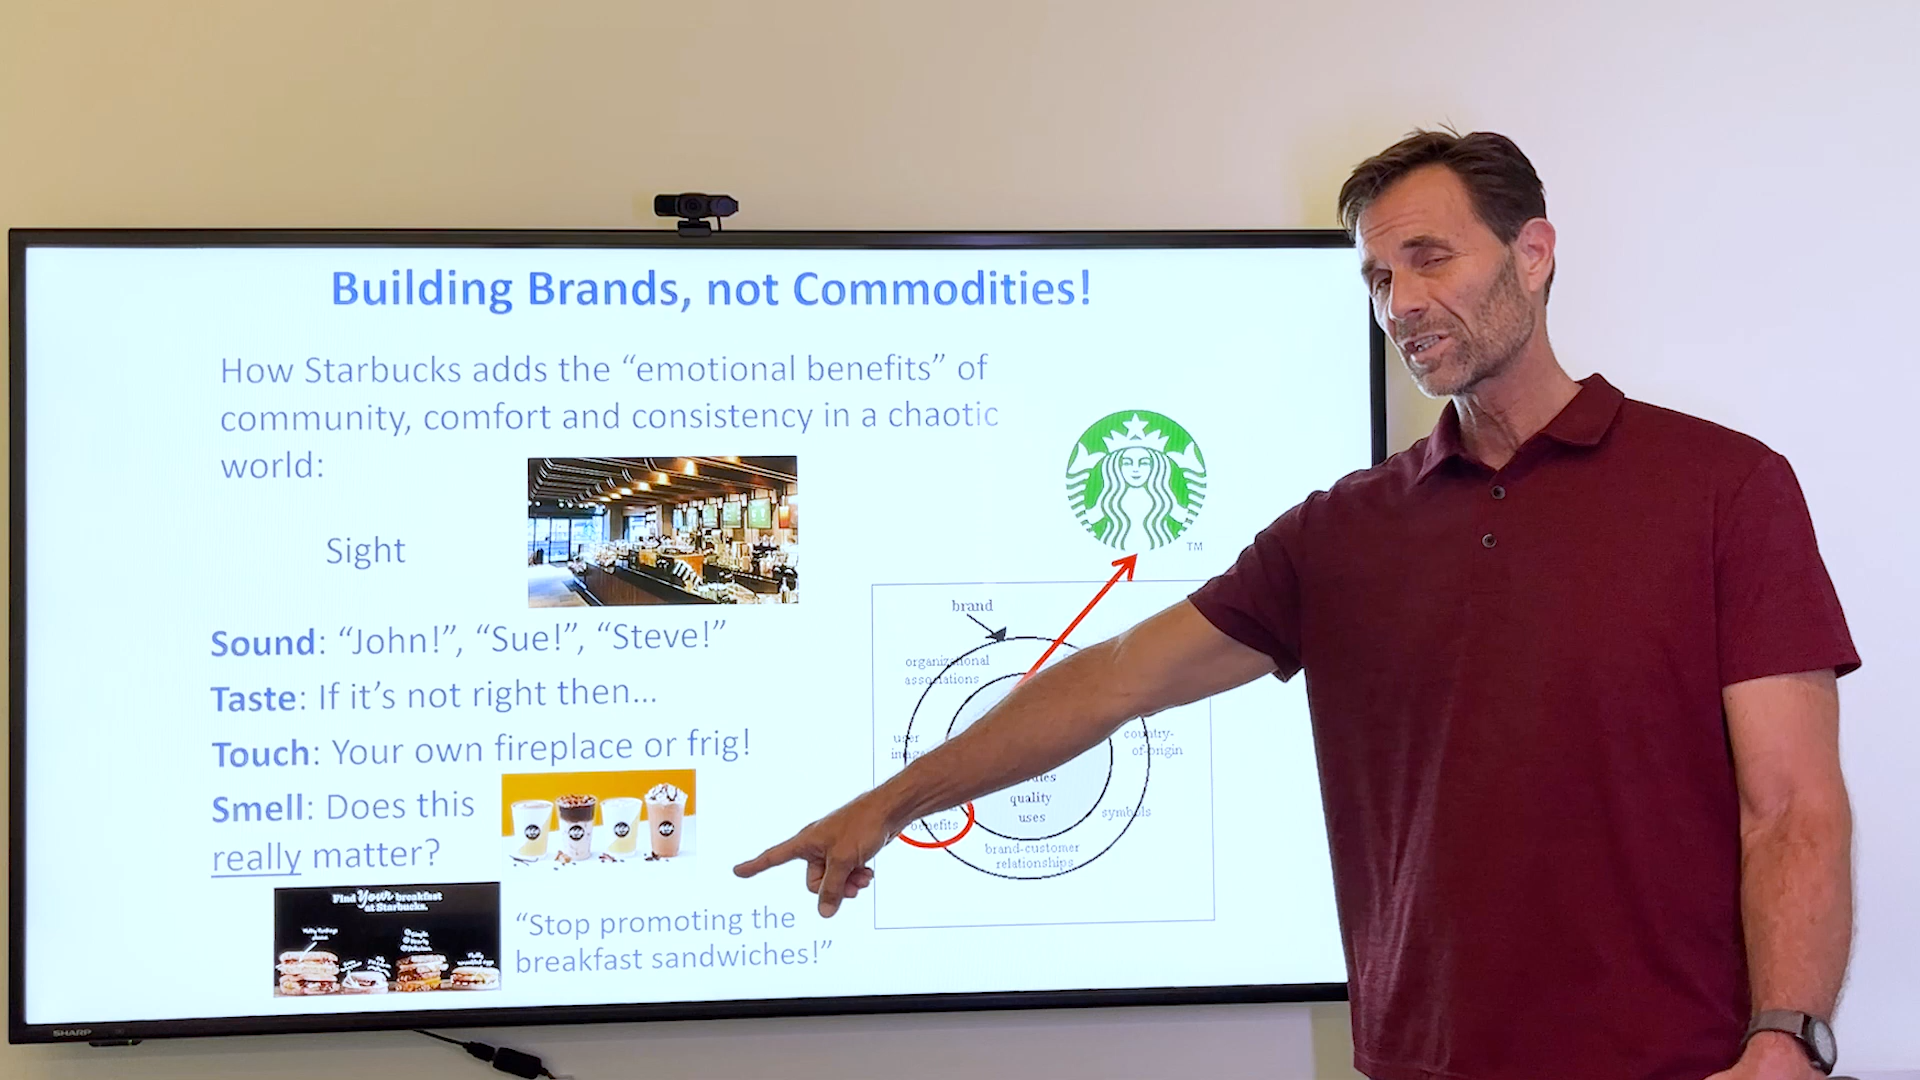 Building Brands, not Commodities!
How Starbucks adds the “emotional benefits” of
community, comfort and consistency in a chaotic
world:
Sight
TM
Sound: “John!”, “Sue!”, “Steve!”
Taste: If it’s not right then...
Touch: Your own fireplace or frig!
Smell: Does this
really matter?
Find Your breakfast
at Starbucks.
“Stop promoting the
breakfast sandwiches!”
brand
organizational
associations
user
country-
of-origin
quality
uses
symbols
benefits
brand-customer
relationships
SHARP